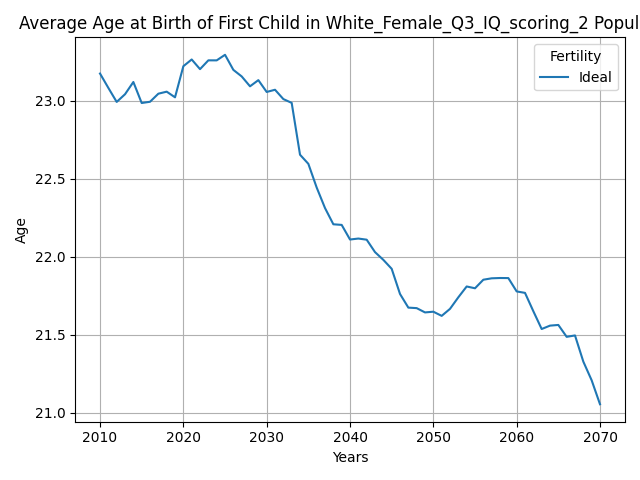 Average Age at Birth of First Child in White_Female_Q3_IQ_scoring_2 Popul
Fertility
Ideal
23.0
22.5
22.0
21.5
21.0
Age
2010 2020 2030 2040 2050 2060 2070
Years